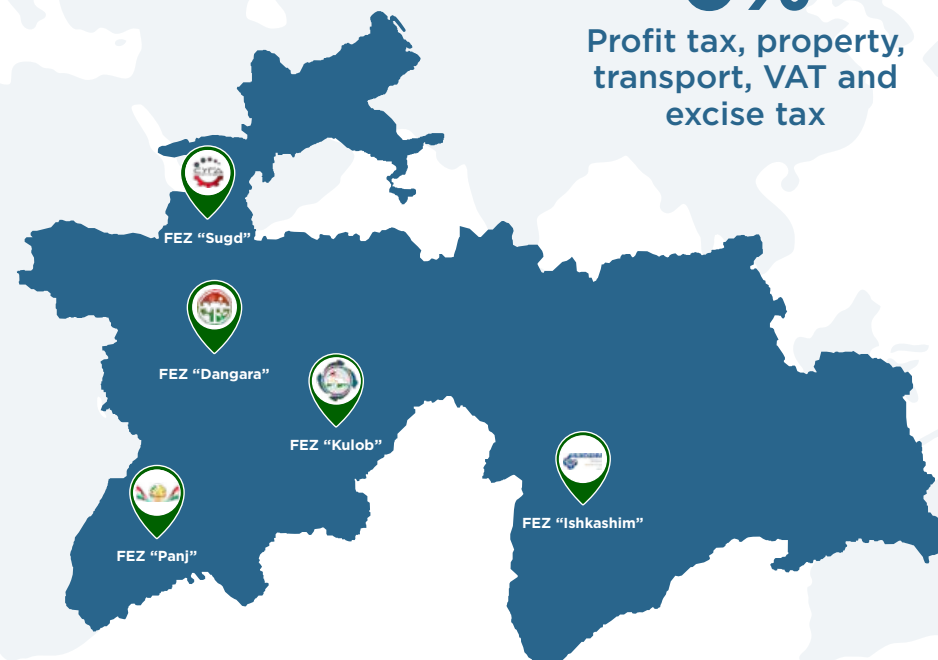 Profit tax, property,
transport, VAT and
excise tax
FEZ “Sugd”
FEZ “Dangara”
FEZ “Kulob”
FEZ “Ishkashim”
FEZ “Panj”